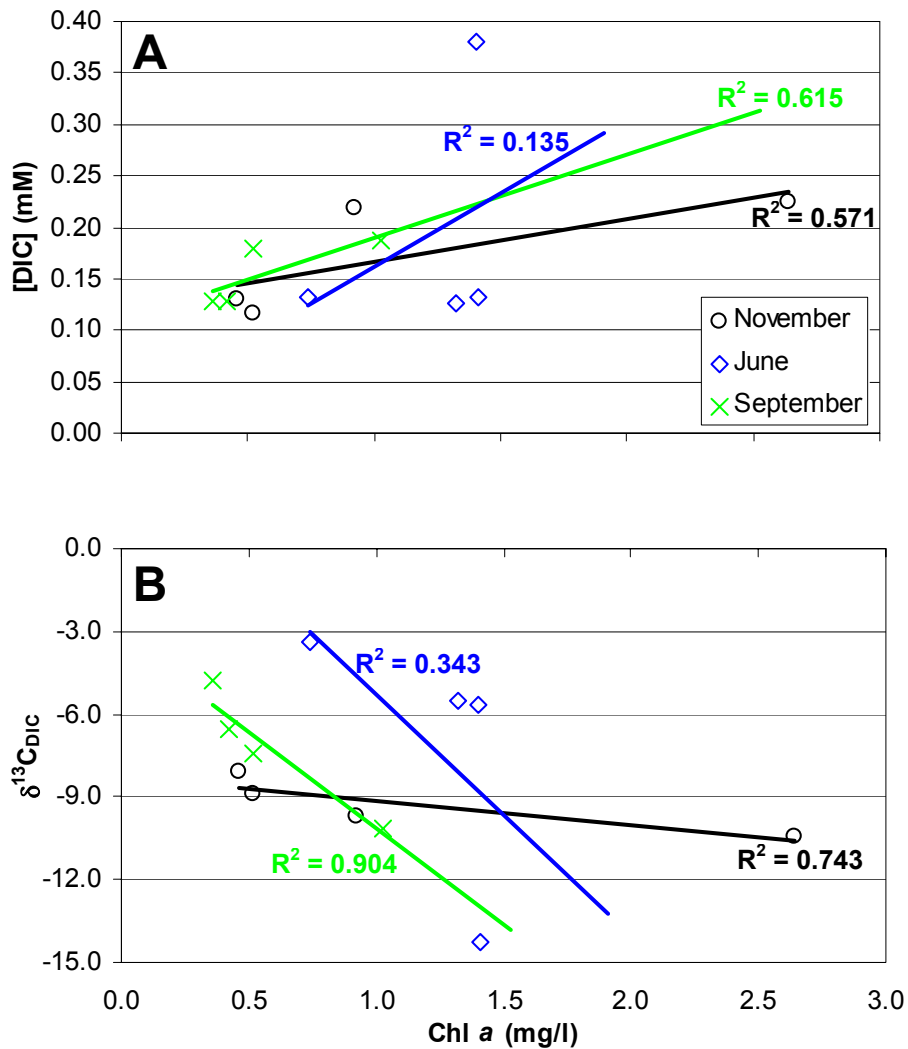 A
0.40
0.35
0.30
0.25
0.20
0.15
0.10
0.05
0.00
[DIC] (mM)
R² = 0.615
R² = 0.135
R² = 0.571
November
June
September
B
0.0
-3.0
-6.0
-9.0
-12.0
-15.0
δ¹³C_DIC
R² = 0.343
R² = 0.904
R² = 0.743
0.0 0.5 1.0 1.5 2.0 2.5 3.0
Chl a (mg/l)